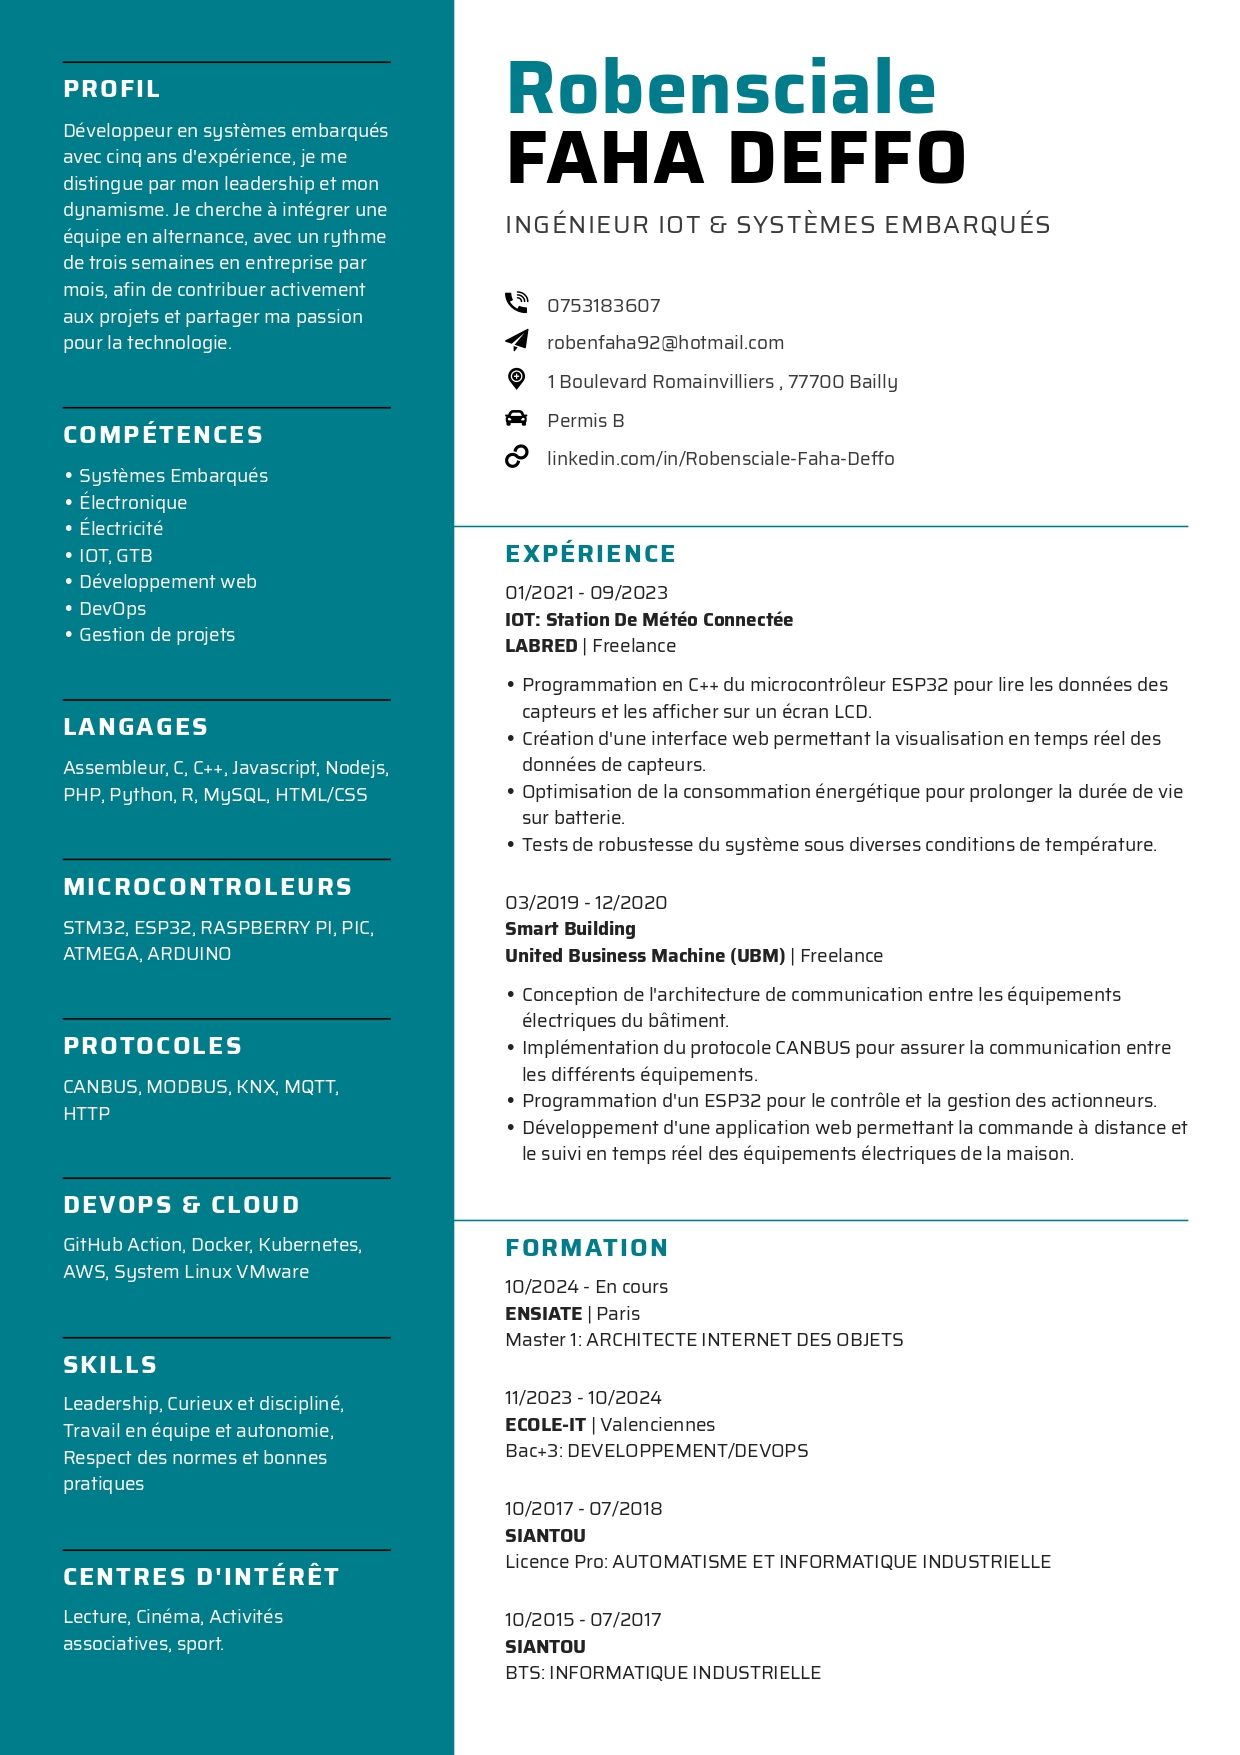 PROFIL
Développeur en systèmes embarqués
avec cinq ans d'expérience, je me
distingue par mon leadership et mon
dynamisme. Je cherche à intégrer une
équipe en alternance, avec un rythme
de trois semaines en entreprise par
mois, afin de contribuer activement
aux projets et partager ma passion
pour la technologie.
COMPÉTENCES
• Systèmes Embarqués
• Électronique
• Électricité
• IOT, GTB
• Développement web
• DevOps
• Gestion de projets
LANGAGES
Assembleur, C, C++, Javascript, Nodejs,
PHP, Python, R, MySQL, HTML/CSS
MICROCONTROLEURS
STM32, ESP32, RASPBERRY PI, PIC,
ATMEGA, ARDUINO
PROTOCOLES
CANBUS, MODBUS, KNX, MQTT,
HTTP
DEVOPS & CLOUD
GitHub Action, Docker, Kubernetes,
AWS, System Linux VMware
SKILLS
Leadership, Curieux et discipliné,
Travail en équipe et autonomie,
Respect des normes et bonnes
pratiques
CENTRES D'INTÉRÊT
Lecture, Cinéma, Activités
associatives, sport.
Robensciale
FAHA DEFFO
INGÉNIEUR IOT & SYSTÈMES EMBARQUÉS
0753183607
robenfaha92@hotmail.com
1 Boulevard Romainvilliers , 77700 Bailly
Permis B
linkedin.com/in/Robensciale-Faha-Deffo
EXPÉRIENCE
01/2021 - 09/2023
IOT: Station De Météo Connectée
LABRED | Freelance
• Programmation en C++ du microcontrôleur ESP32 pour lire les données des
capteurs et les afficher sur un écran LCD.
• Création d'une interface web permettant la visualisation en temps réel des
données de capteurs.
• Optimisation de la consommation énergétique pour prolonger la durée de vie
sur batterie.
• Tests de robustesse du système sous diverses conditions de température.
03/2019 - 12/2020
Smart Building
United Business Machine (UBM) | Freelance
• Conception de l'architecture de communication entre les équipements
électriques du bâtiment.
• Implémentation du protocole CANBUS pour assurer la communication entre
les différents équipements.
• Programmation d'un ESP32 pour le contrôle et la gestion des actionneurs.
• Développement d'une application web permettant la commande à distance et
le suivi en temps réel des équipements électriques de la maison.
FORMATION
10/2024 - En cours
ENSIATE | Paris
Master 1: ARCHITECTE INTERNET DES OBJETS
11/2023 - 10/2024
ECOLE-IT | Valenciennes
Bac+3: DEVELOPPEMENT/DEVOPS
10/2017 - 07/2018
SIANTOU
Licence Pro: AUTOMATISME ET INFORMATIQUE INDUSTRIELLE
10/2015 - 07/2017
SIANTOU
BTS: INFORMATIQUE INDUSTRIELLE